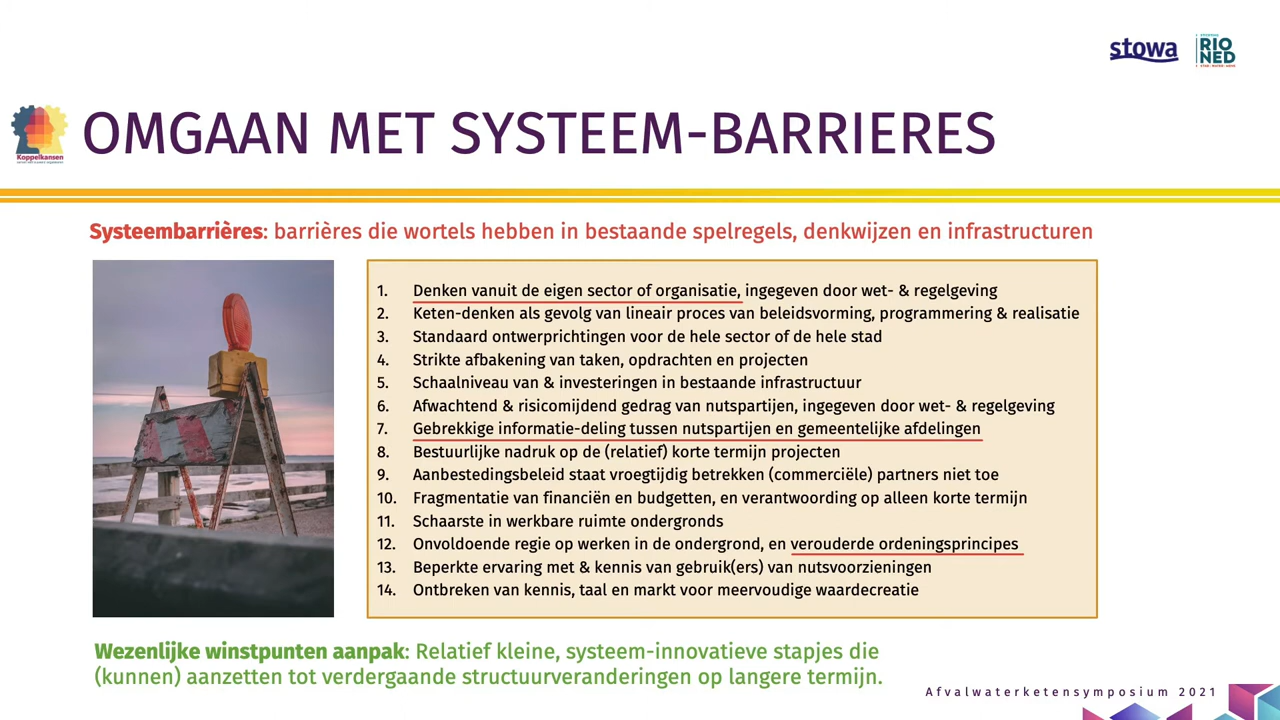 stowa
RIO
NED
Koppelkansen
OMGAAN MET SYSTEEM-BARRIERES
Systeembarrières: barrières die wortels hebben in bestaande spelregels, denkwijzen en infrastructuren
1. Denken vanuit de eigen sector of organisatie, ingegeven door wet- & regelgeving
2. Keten-denken als gevolg van lineair proces van beleidsvorming, programmering & realisatie
3. Standaard ontwerprichtingen voor de hele sector of de hele stad
4. Strikte afbakening van taken, opdrachten en projecten
5. Schaalniveau van & investeringen in bestaande infrastructuur
6. Afwachtend & risicomijdend gedrag van nutspartijen, ingegeven door wet- & regelgeving
7. Gebrekkige informatie-deling tussen nutspartijen en gemeentelijke afdelingen
8. Bestuurlijke nadruk op de (relatief) korte termijn projecten
9. Aanbestedingsbeleid staat vroegtijdig betrekken (commerciële) partners niet toe
10. Fragmentatie van financiën en budgetten, en verantwoording op alleen korte termijn
11. Schaarste in werkbare ruimte ondergronds
12. Onvoldoende regie op werken in de ondergrond, en verouderde ordeningsprincipes
13. Beperkte ervaring met & kennis van gebruik(ers) van nutsvoorzieningen
14. Ontbreken van kennis, taal en markt voor meervoudige waardecreatie
Wezenlijke winstpunten aanpak: Relatief kleine, systeem-innovatieve stapjes die
(kunnen) aanzetten tot verdergaande structuurveranderingen op langere termijn.
Afvalwaterketensymposium 2021